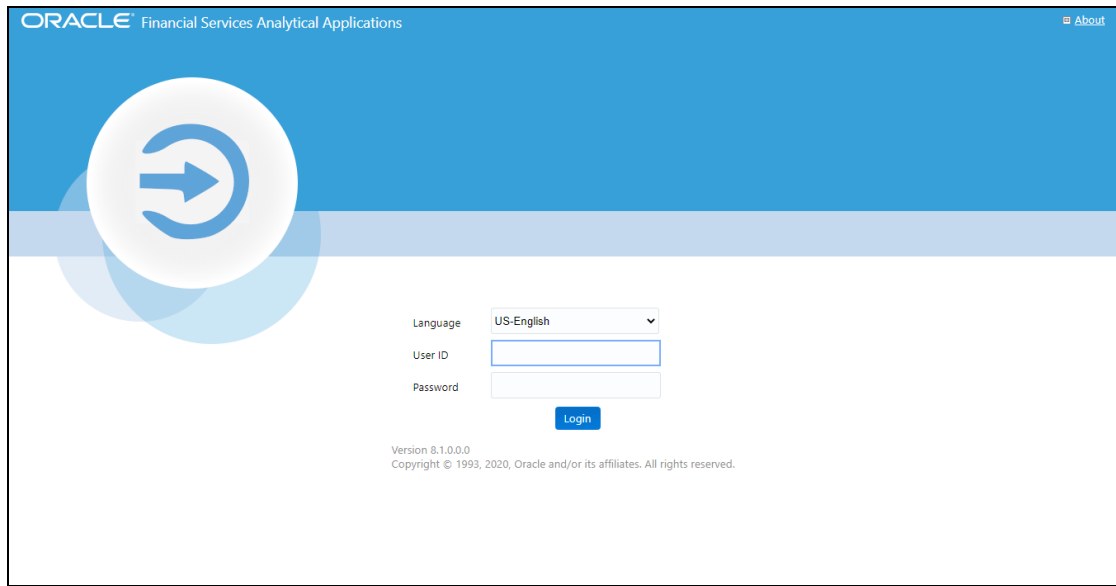 ORACLE® Financial Services Analytical Applications
About
Language US-English
User ID
Password
Login
Version 8.1.0.0.0
Copyright © 1993, 2020, Oracle and/or its affiliates. All rights reserved.